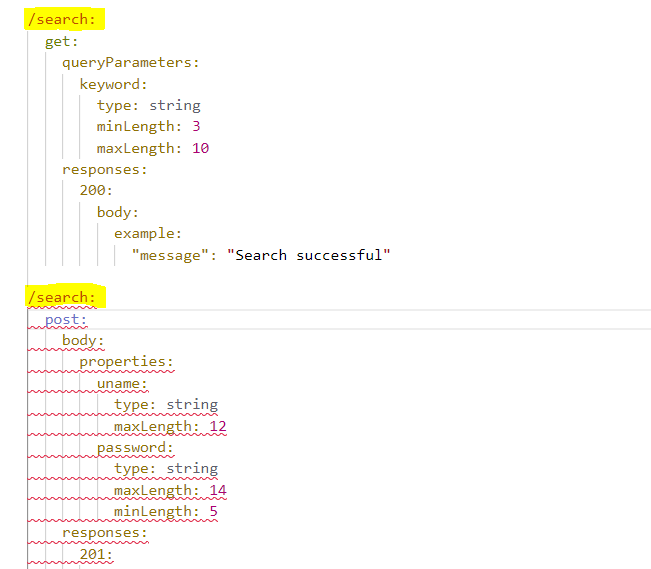 /search:
get:
queryParameters:
keyword:
type: string
minLength: 3
maxLength: 10
responses:
200:
body:
example:
"message": "Search successful"
/search:
post:
body:
properties:
uname:
type: string
maxLength: 12
password:
type: string
maxLength: 14
minLength: 5
responses:
201: